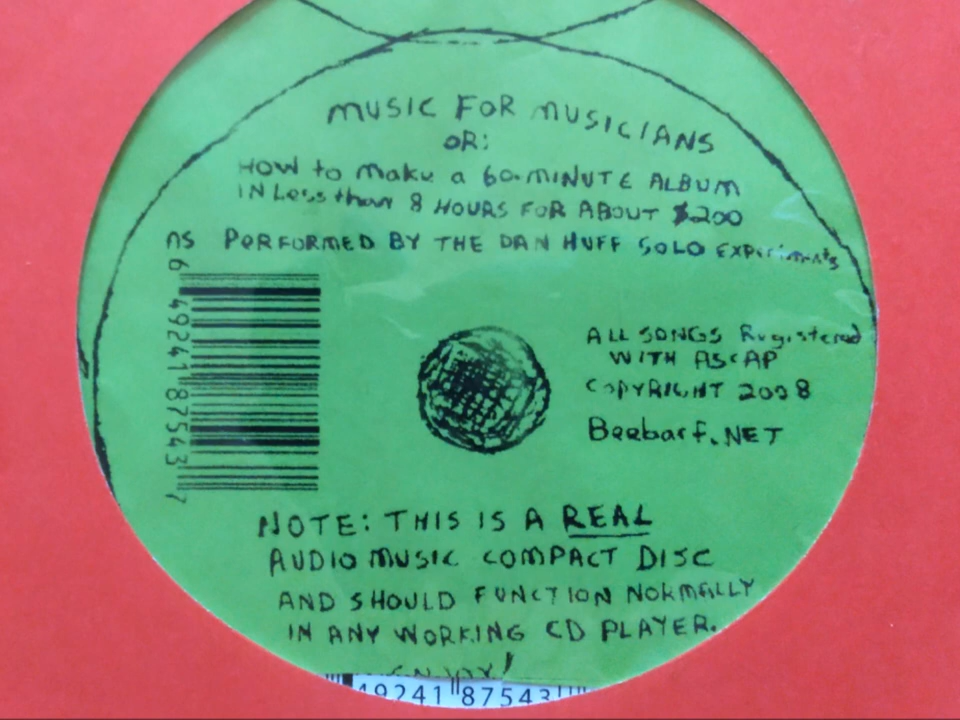 MUSIC FOR MUSICIANS
OR:
HOW to make a 60-MINUTE ALBUM
IN Less than 8 HOURS FOR ABOUT $200
ns PERFORMED BY THE DAN HUFF SOLO EXPeriments
6 49241 87543 7
ALL SONGS Registered
WITH ASCAP
COPYRIGHT 2008
Beebarf.NET
NOTE: THIS IS A REAL
AUDIO MUSIC COMPACT DISC
AND SHOULD FUNCTION NORMALLY
IN ANY WORKING CD PLAYER.
ENJOY!
49241 87543